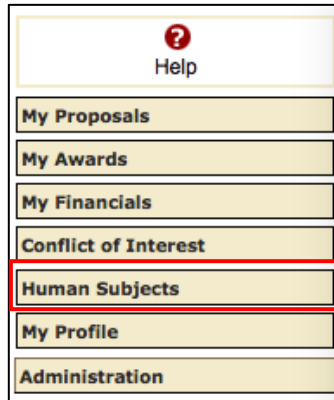 ?
Help
My Proposals
My Awards
My Financials
Conflict of Interest
Human Subjects
My Profile
Administration